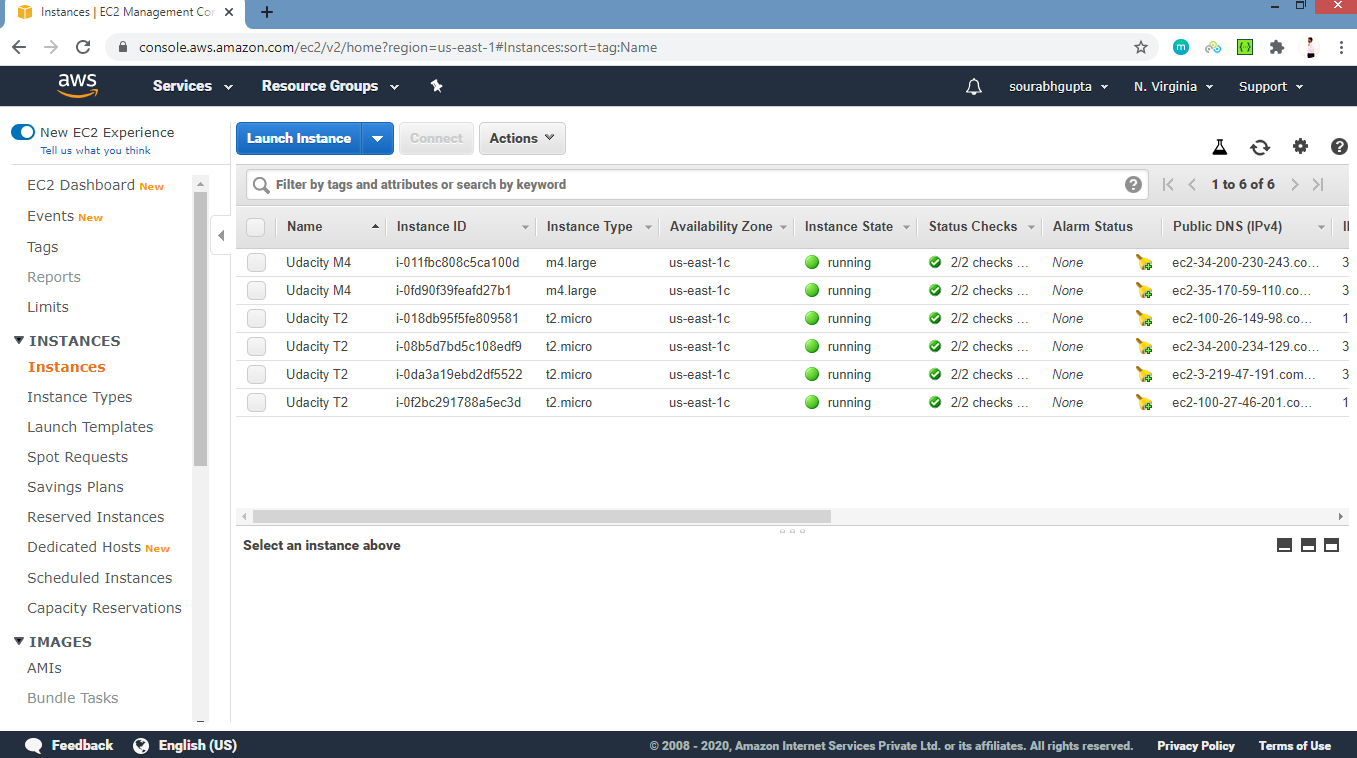 Instances | EC2 Management Con
console.aws.amazon.com/ec2/v2/home?region=us-east-1#Instances:sort=tag:Name
aws Services Resource Groups sourabhgupta N. Virginia Support
New EC2 Experience
Tell us what you think
EC2 Dashboard New
Events New
Tags
Reports
Limits
INSTANCES
Instances
Instance Types
Launch Templates
Spot Requests
Savings Plans
Reserved Instances
Dedicated Hosts New
Scheduled Instances
Capacity Reservations
IMAGES
AMIs
Bundle Tasks
Launch Instance Connect Actions
Filter by tags and attributes or search by keyword 1 to 6 of 6
Name Instance ID Instance Type Availability Zone Instance State Status Checks Alarm Status Public DNS (IPv4)
Udacity M4 i-011fbc808c5ca100d m4.large us-east-1c running 2/2 checks ... None ec2-34-200-230-243.co... 3
Udacity M4 i-0fd90f39feafd27b1 m4.large us-east-1c running 2/2 checks ... None ec2-35-170-59-110.co... 3
Udacity T2 i-018db95f5fe809581 t2.micro us-east-1c running 2/2 checks ... None ec2-100-26-149-98.co... 1
Udacity T2 i-08b5d7bd5c108edf9 t2.micro us-east-1c running 2/2 checks ... None ec2-34-200-234-129.co... 3
Udacity T2 i-0da3a19ebd2df5522 t2.micro us-east-1c running 2/2 checks ... None ec2-3-219-47-191.com... 3
Udacity T2 i-0f2bc291788a5ec3d t2.micro us-east-1c running 2/2 checks ... None ec2-100-27-46-201.co... 1
Select an instance above
Feedback English (US) © 2008 - 2020, Amazon Internet Services Private Ltd. or its affiliates. All rights reserved. Privacy Policy Terms of Use